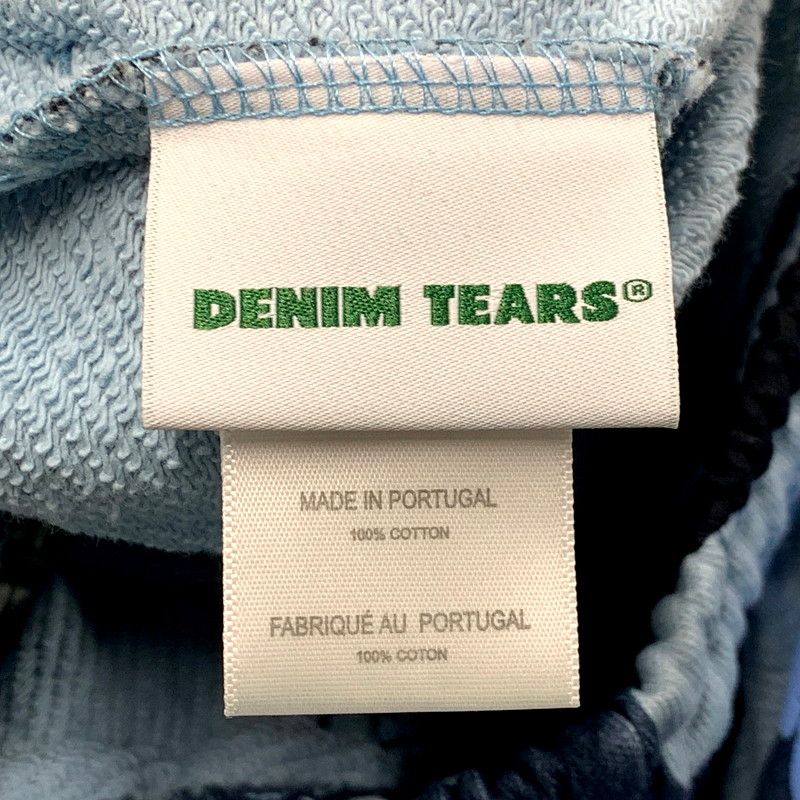 DENIM TEARS®
MADE IN PORTUGAL
100% COTTON
FABRIQUÉ AU PORTUGAL
100% COTON